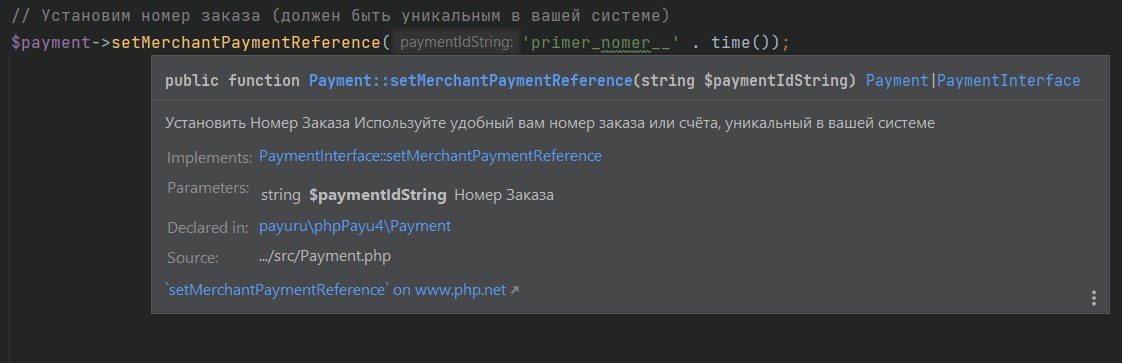 // Установим номер заказа (должен быть уникальным в вашей системе)
$payment->setMerchantPaymentReference( paymentIdString: 'primer_nomer__' . time());
public function Payment::setMerchantPaymentReference(string $paymentIdString) Payment|PaymentInterface
Установить Номер Заказа Используйте удобный вам номер заказа или счёта, уникальный в вашей системе
Implements: PaymentInterface::setMerchantPaymentReference
Parameters: string $paymentIdString Номер Заказа
Declared in: payuru\phpPayu4\Payment
Source: .../src/Payment.php
`setMerchantPaymentReference` on www.php.net ↗